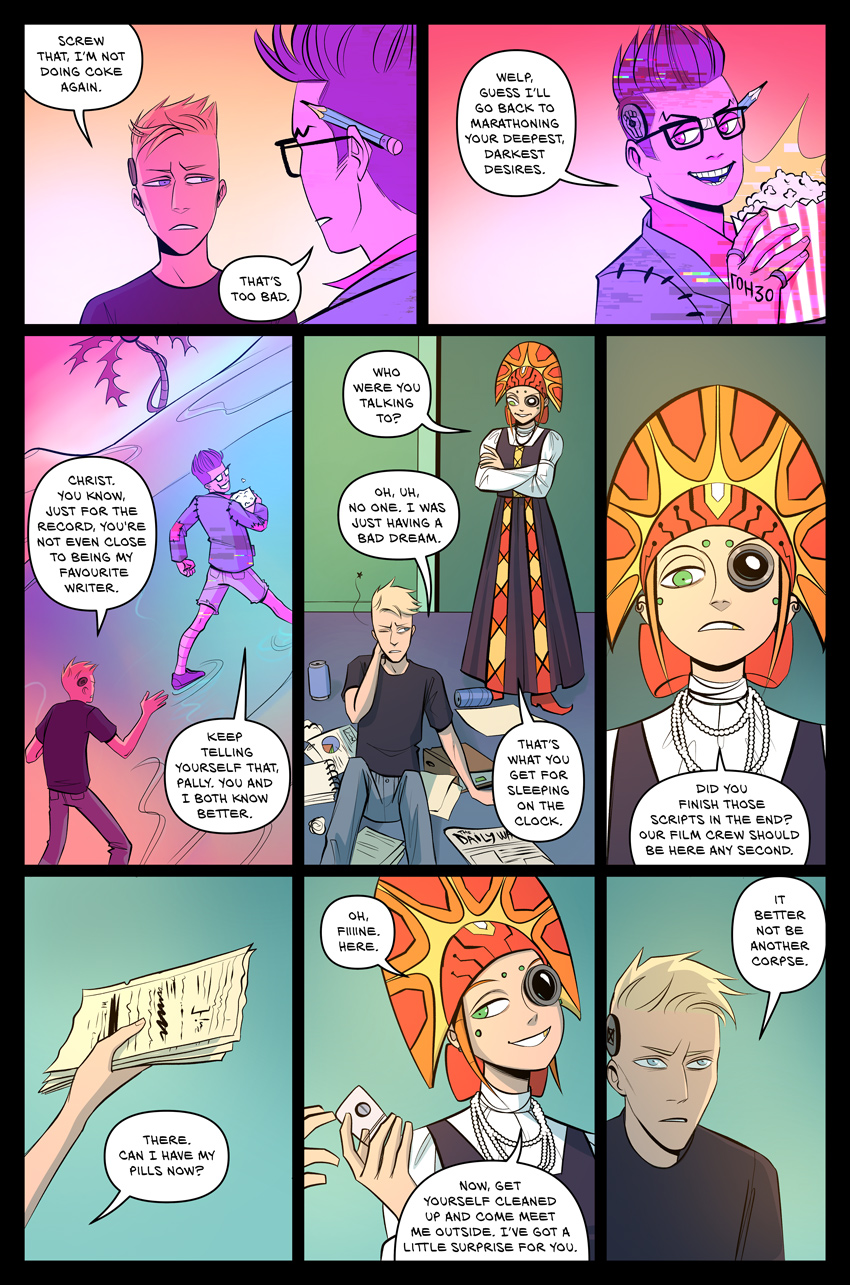 SCREW
THAT, I'M NOT
DOING COKE
AGAIN.
THAT'S
TOO BAD.
WELP,
GUESS I'LL
GO BACK TO
MARATHONING
YOUR DEEPEST,
DARKEST
DESIRES.
ГОНЗО
CHRIST.
YOU KNOW,
JUST FOR THE
RECORD, YOU'RE
NOT EVEN CLOSE
TO BEING MY
FAVOURITE
WRITER.
KEEP
TELLING
YOURSELF THAT,
PALLY. YOU AND
I BOTH KNOW
BETTER.
WHO
WERE YOU
TALKING
TO?
OH, UH,
NO ONE. I WAS
JUST HAVING A
BAD DREAM.
THAT'S
WHAT YOU
GET FOR
SLEEPING
ON THE
CLOCK.
THE
DAILY WA
DID YOU
FINISH THOSE
SCRIPTS IN THE END?
OUR FILM CREW SHOULD
BE HERE ANY SECOND.
THERE.
CAN I HAVE MY
PILLS NOW?
OH,
FIIIINE.
HERE.
NOW, GET
YOURSELF CLEANED
UP AND COME MEET
ME OUTSIDE. I'VE GOT A
LITTLE SURPRISE FOR YOU.
IT
BETTER
NOT BE
ANOTHER
CORPSE.